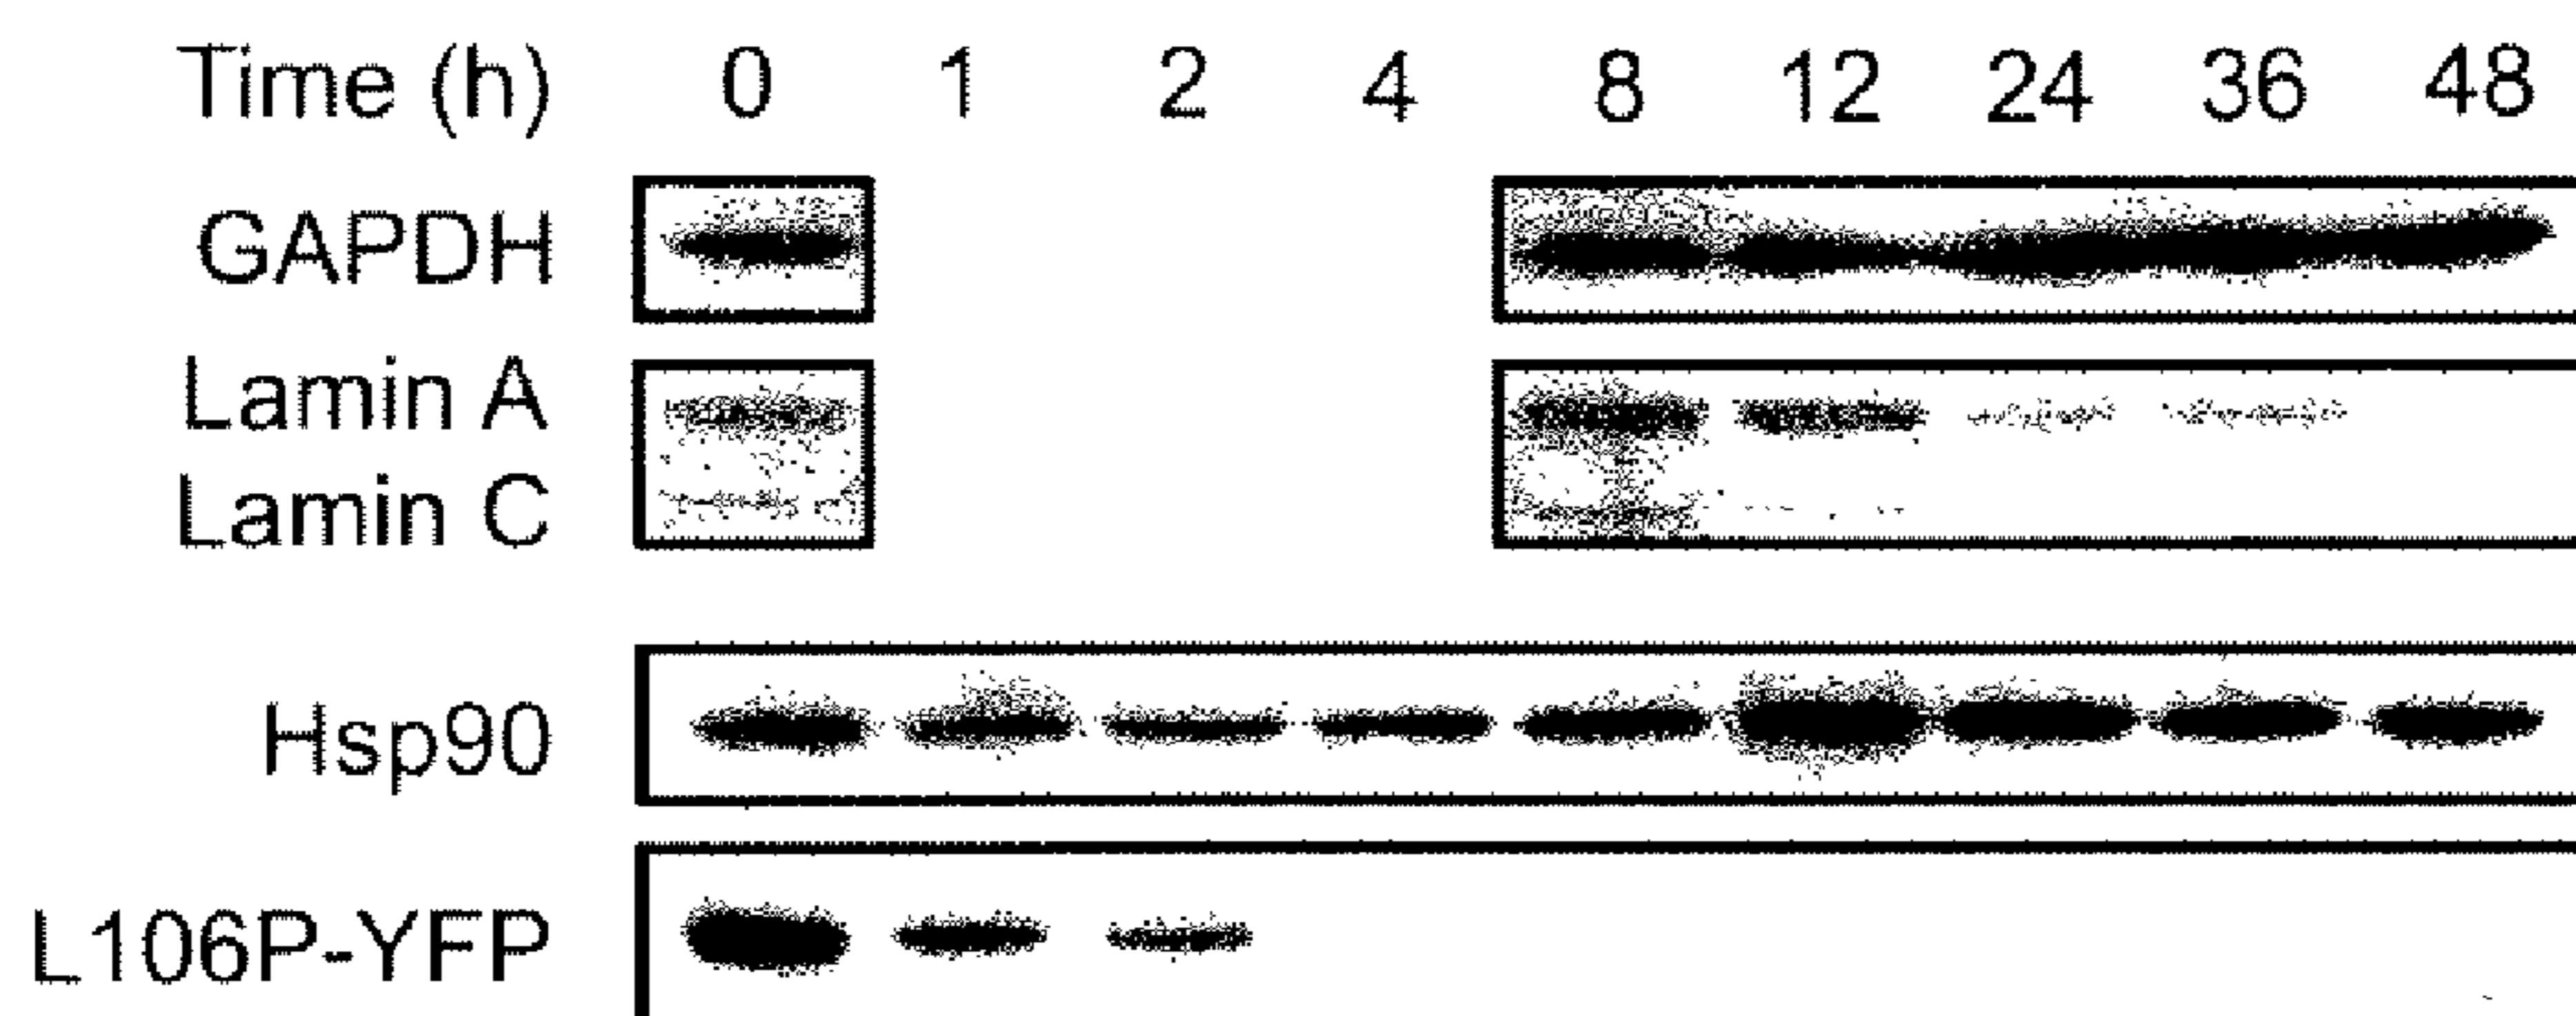 Time (h) 0 1 2 4 8 12 24 36 48
GAPDH
Lamin A
Lamin C
Hsp90
L106P-YFP